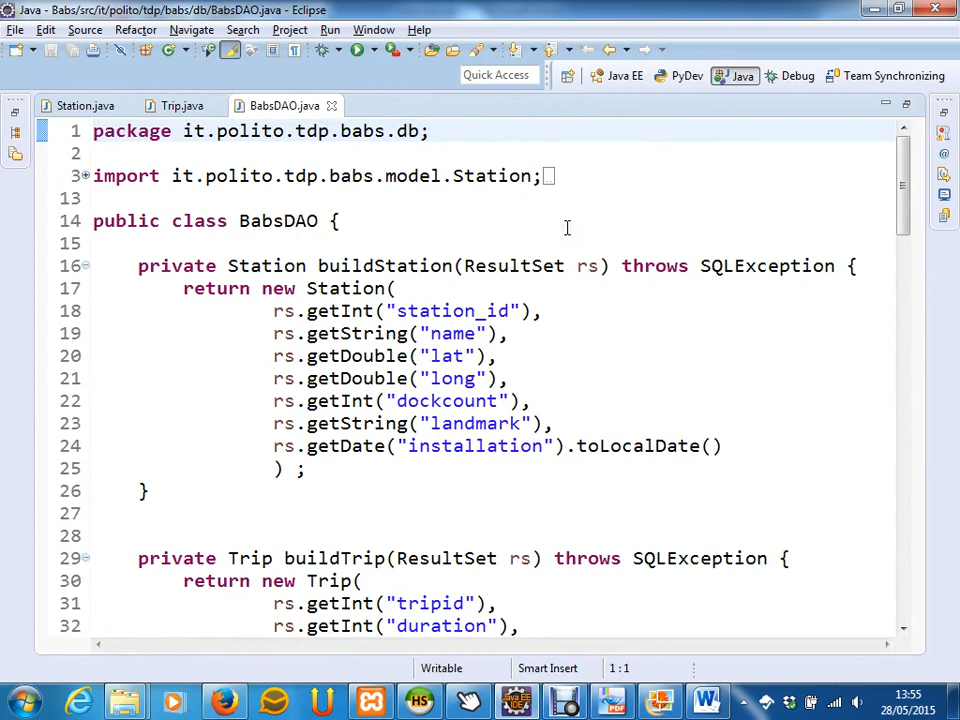 Java - Babs/src/it/polito/tdp/babs/db/BabsDAO.java - Eclipse
File Edit Source Refactor Navigate Search Project Run Window Help
Quick Access Java EE PyDev Java Debug Team Synchronizing
Station.java Trip.java BabsDAO.java
1 package it.polito.tdp.babs.db;
2
3 import it.polito.tdp.babs.model.Station;
13
14 public class BabsDAO {
15
16 private Station buildStation(ResultSet rs) throws SQLException {
17 return new Station(
18 rs.getInt("station_id"),
19 rs.getString("name"),
20 rs.getDouble("lat"),
21 rs.getDouble("long"),
22 rs.getInt("dockcount"),
23 rs.getString("landmark"),
24 rs.getDate("installation").toLocalDate()
25 ) ;
26 }
27
28
29 private Trip buildTrip(ResultSet rs) throws SQLException {
30 return new Trip(
31 rs.getInt("tripid"),
32 rs.getInt("duration"),
Writable Smart Insert 1 : 1
13:55
28/05/2015